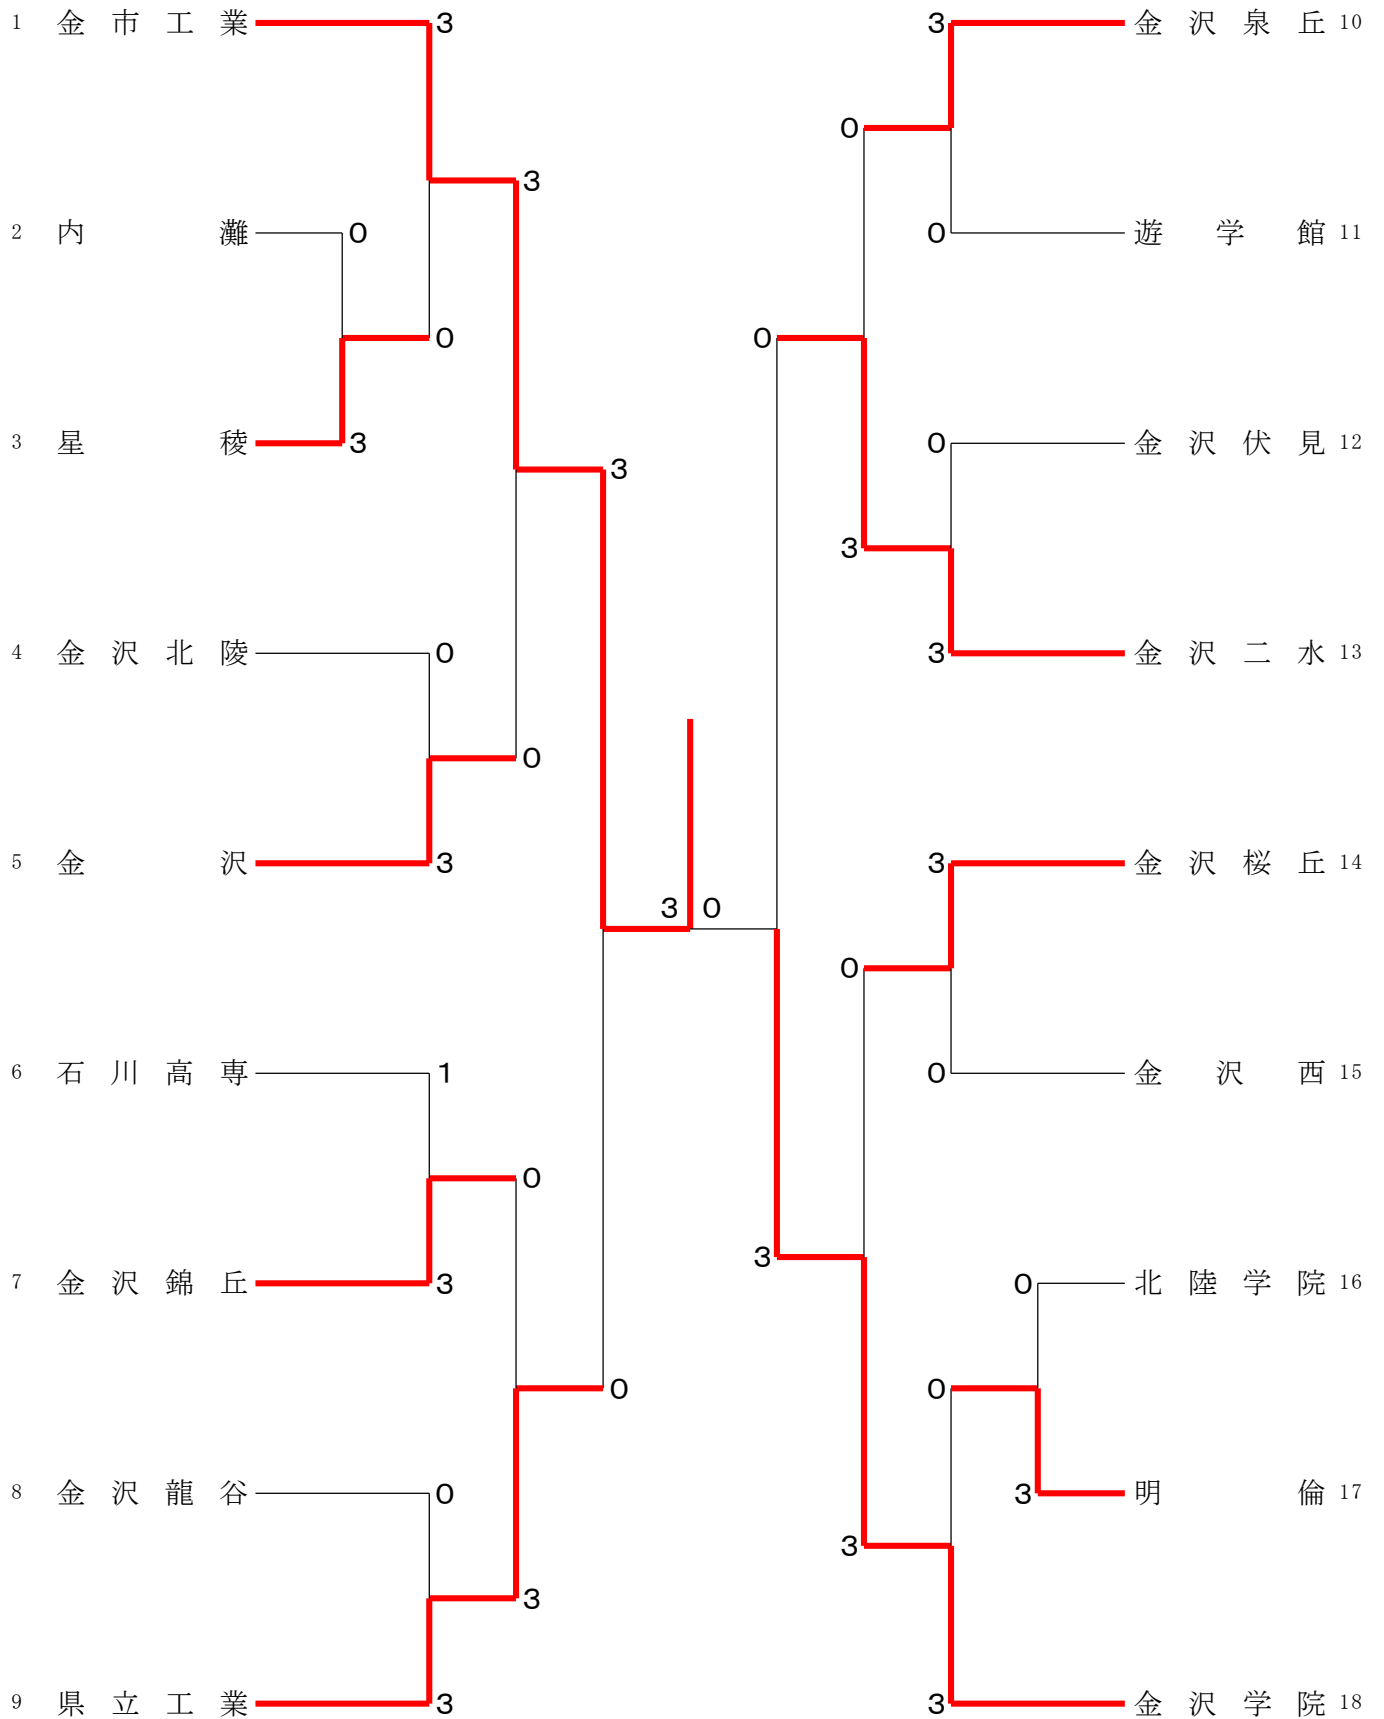 1 金市工業 3
3 金沢泉丘 10
0
3
2 内灘 0
0 遊学館 11
0
0
3 星稜 3
0 金沢伏見 12
3
3
4 金沢北陵 0
3 金沢二水 13
0
5 金沢 3
3 金沢桜丘 14
3 0
0
6 石川高専 1
0 金沢西 15
0
3
7 金沢錦丘 3
0 北陸学院 16
0
0
8 金沢龍谷 0
3 明倫 17
3
3
9 県立工業 3
3 金沢学院 18